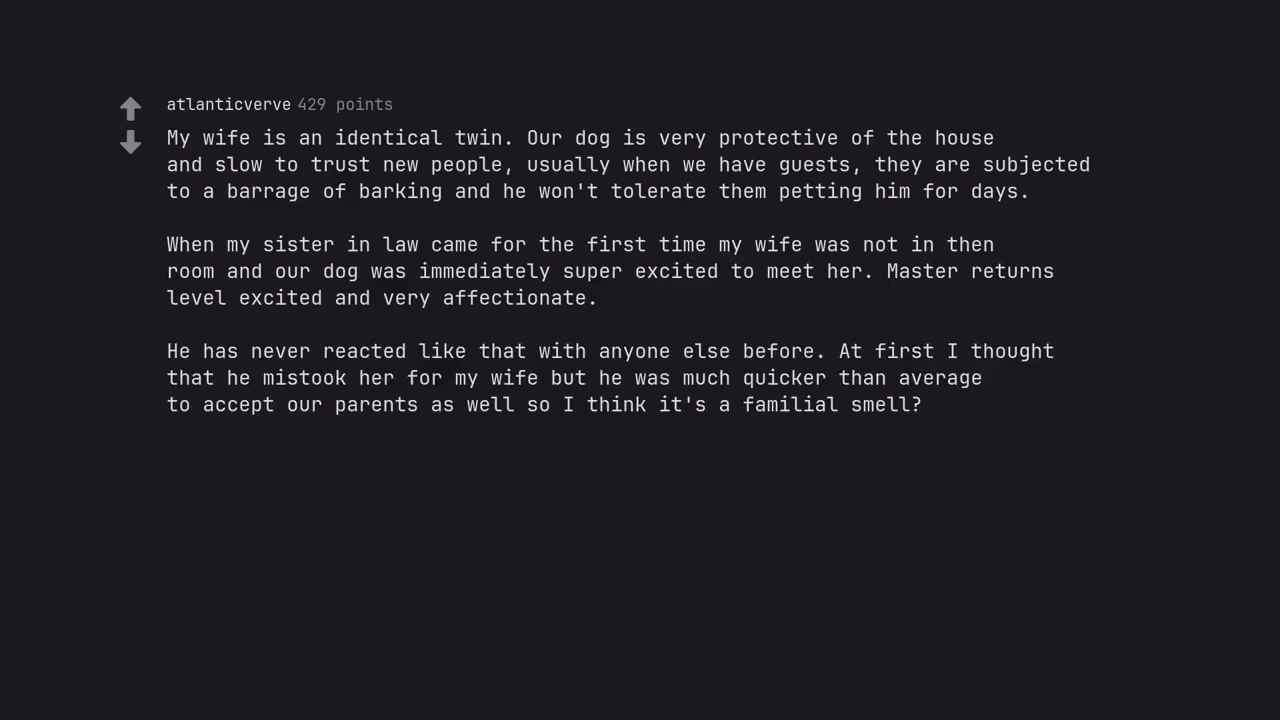 atlanticverve 429 points
My wife is an identical twin. Our dog is very protective of the house
and slow to trust new people, usually when we have guests, they are subjected
to a barrage of barking and he won't tolerate them petting him for days.
When my sister in law came for the first time my wife was not in then
room and our dog was immediately super excited to meet her. Master returns
level excited and very affectionate.
He has never reacted like that with anyone else before. At first I thought
that he mistook her for my wife but he was much quicker than average
to accept our parents as well so I think it's a familial smell?